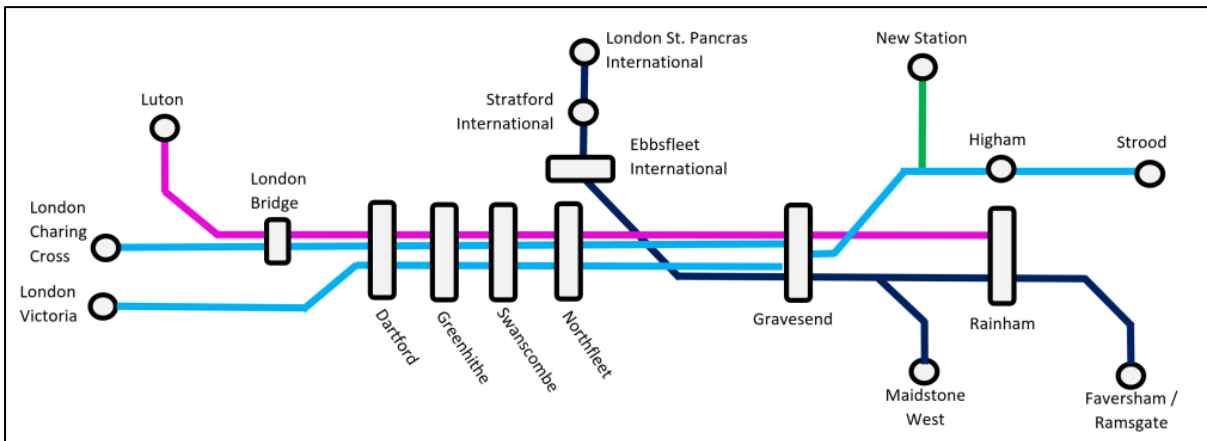 London St. Pancras
International
New Station
Luton
Stratford
International
Higham
Strood
Ebbsfleet
International
London
Bridge
London
Charing
Cross
London
Victoria
Dartford
Greenhithe
Swanscombe
Northfleet
Gravesend
Rainham
Maidstone
West
Faversham /
Ramsgate